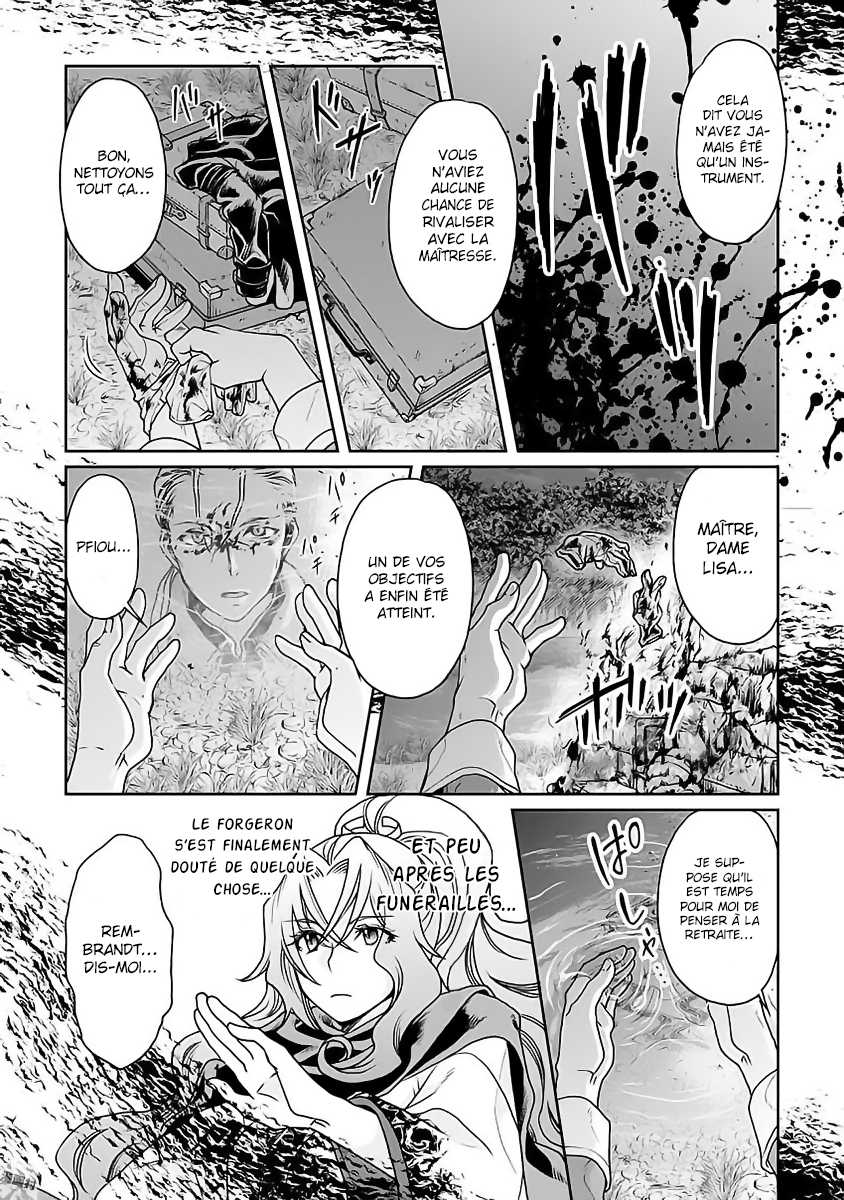 CELA
DIT VOUS
N'AVEZ JA-
MAIS ÉTÉ
QU'UN INS-
TRUMENT.
VOUS
N'AVIEZ
AUCUNE
CHANCE DE
RIVALISER
AVEC LA
MAÎTRESSE.
BON,
NETTOYONS
TOUT ÇA...
MAÎTRE,
DAME
LISA...
UN DE VOS
OBJECTIFS
A ENFIN ÉTÉ
ATTEINT.
PFIOU...
JE SUP-
POSE QU'IL
EST TEMPS
POUR MOI DE
PENSER À LA
RETRAITE...
ぱしゃ
ET PEU
APRÈS LES
FUNÉRAILLES...
LE FORGERON
S'EST FINALEMENT
DOUTÉ DE QUELQUE
CHOSE...
REM-
BRANDT...
DIS-MOI...